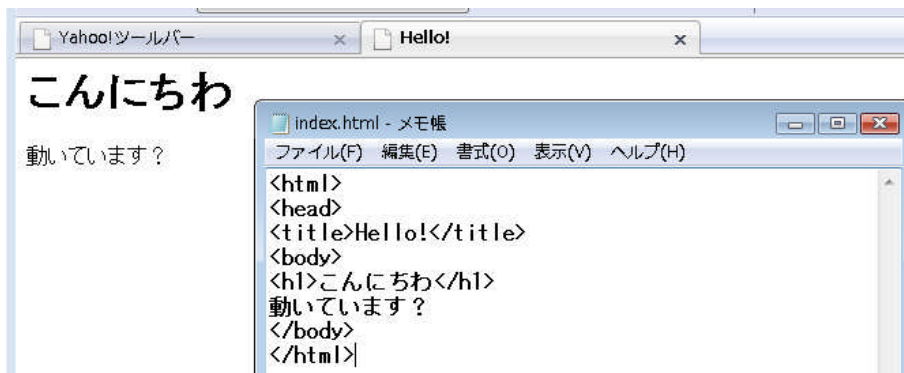 Yahoo!ツールバー
Hello!
こんにちわ
動いています？
index.html - メモ帳
ファイル(F) 編集(E) 書式(O) 表示(V) ヘルプ(H)
<html>
<head>
<title>Hello!</title>
<body>
<h1>こんにちわ</h1>
動いています？
</body>
</html>